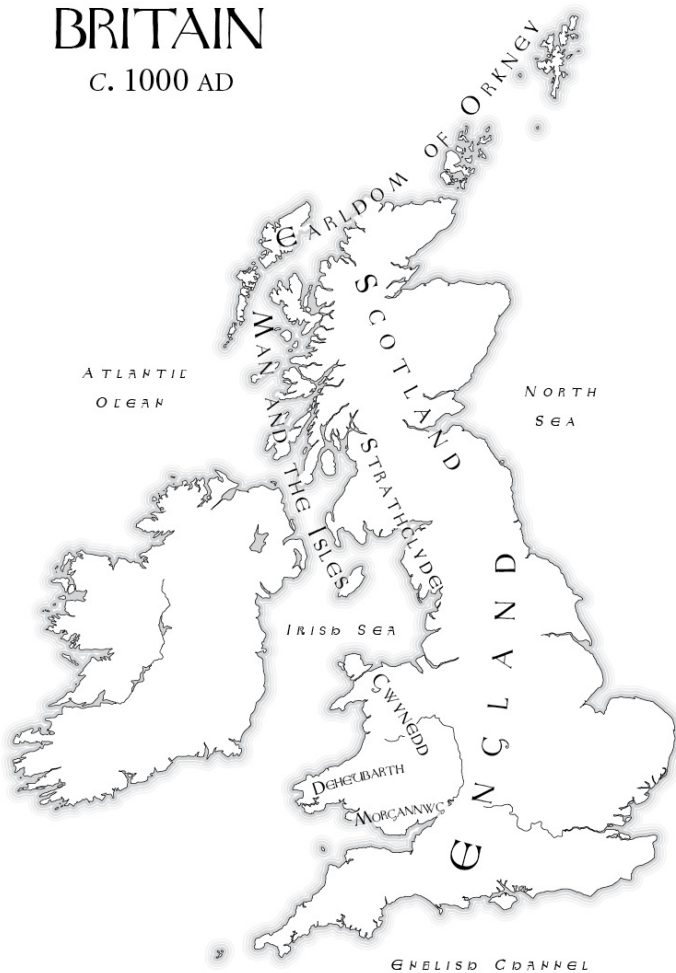 BRITAIN
C. 1000 AD
EARLDOM OF ORKNEY
SCOTLAND
MAN AND THE ISLES
ATLANTIC
OCEAN
NORTH
SEA
STRATHCLYDE
IRISH SEA
ENGLAND
GWYNEDD
DEHEUBARTH
MORGANNWG
ENGLISH CHANNEL